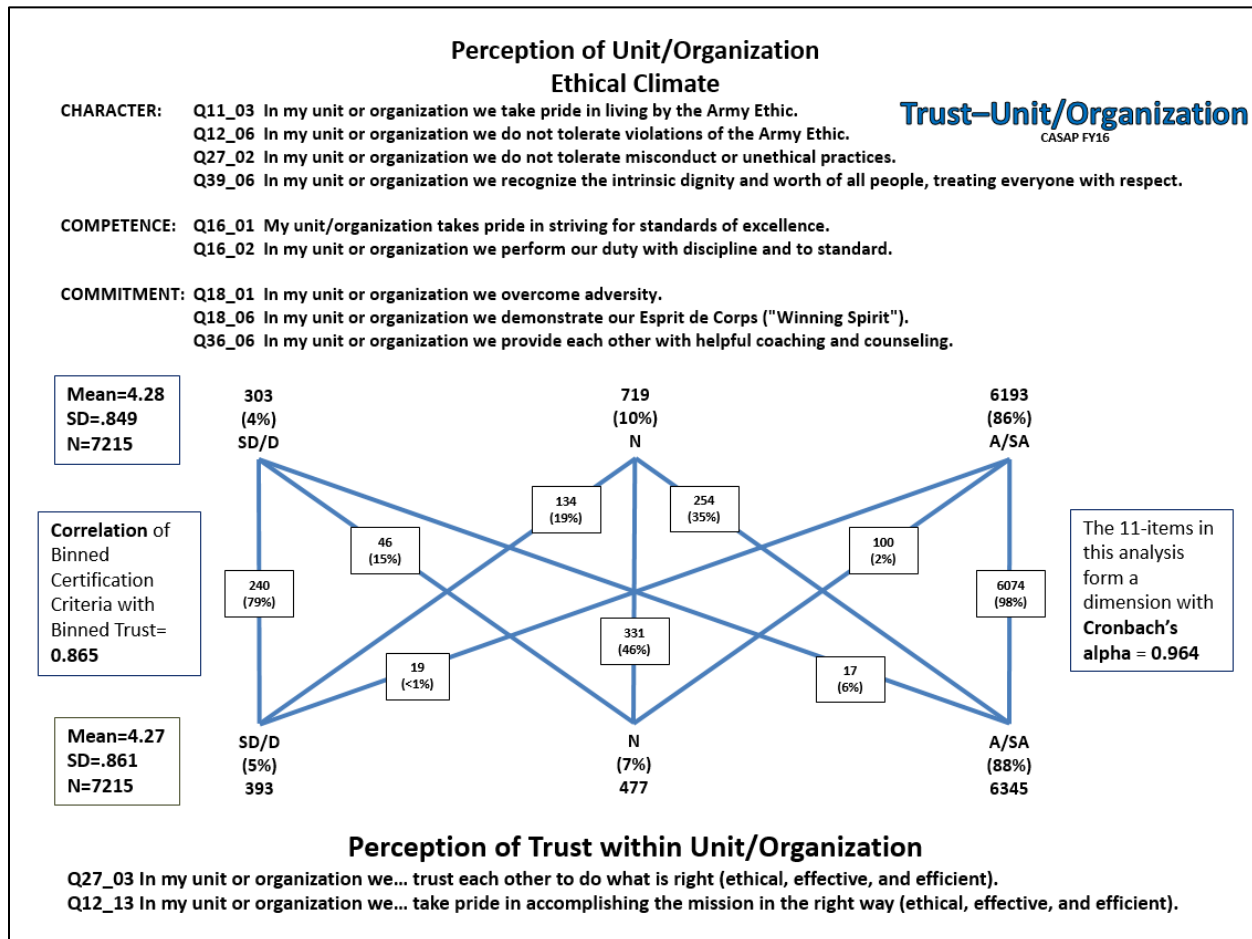 Perception of Unit/Organization
Ethical Climate
Trust–Unit/Organization
CASAP FY16
CHARACTER: Q11_03 In my unit or organization we take pride in living by the Army Ethic.
Q12_06 In my unit or organization we do not tolerate violations of the Army Ethic.
Q27_02 In my unit or organization we do not tolerate misconduct or unethical practices.
Q39_06 In my unit or organization we recognize the intrinsic dignity and worth of all people, treating everyone with respect.
COMPETENCE: Q16_01 My unit/organization takes pride in striving for standards of excellence.
Q16_02 In my unit or organization we perform our duty with discipline and to standard.
COMMITMENT: Q18_01 In my unit or organization we overcome adversity.
Q18_06 In my unit or organization we demonstrate our Esprit de Corps ("Winning Spirit").
Q36_06 In my unit or organization we provide each other with helpful coaching and counseling.
Mean=4.28
SD=.849
N=7215
303
(4%)
SD/D
719
(10%)
N
6193
(86%)
A/SA
Correlation of
Binned
Certification
Criteria with
Binned Trust=
0.865
240
(79%)
46
(15%)
134
(19%)
254
(35%)
100
(2%)
6074
(98%)
19
(<1%)
331
(46%)
17
(6%)
The 11-items in
this analysis
form a
dimension with
Cronbach's
alpha = 0.964
Mean=4.27
SD=.861
N=7215
SD/D
(5%)
393
N
(7%)
477
A/SA
(88%)
6345
Perception of Trust within Unit/Organization
Q27_03 In my unit or organization we... trust each other to do what is right (ethical, effective, and efficient).
Q12_13 In my unit or organization we... take pride in accomplishing the mission in the right way (ethical, effective, and efficient).